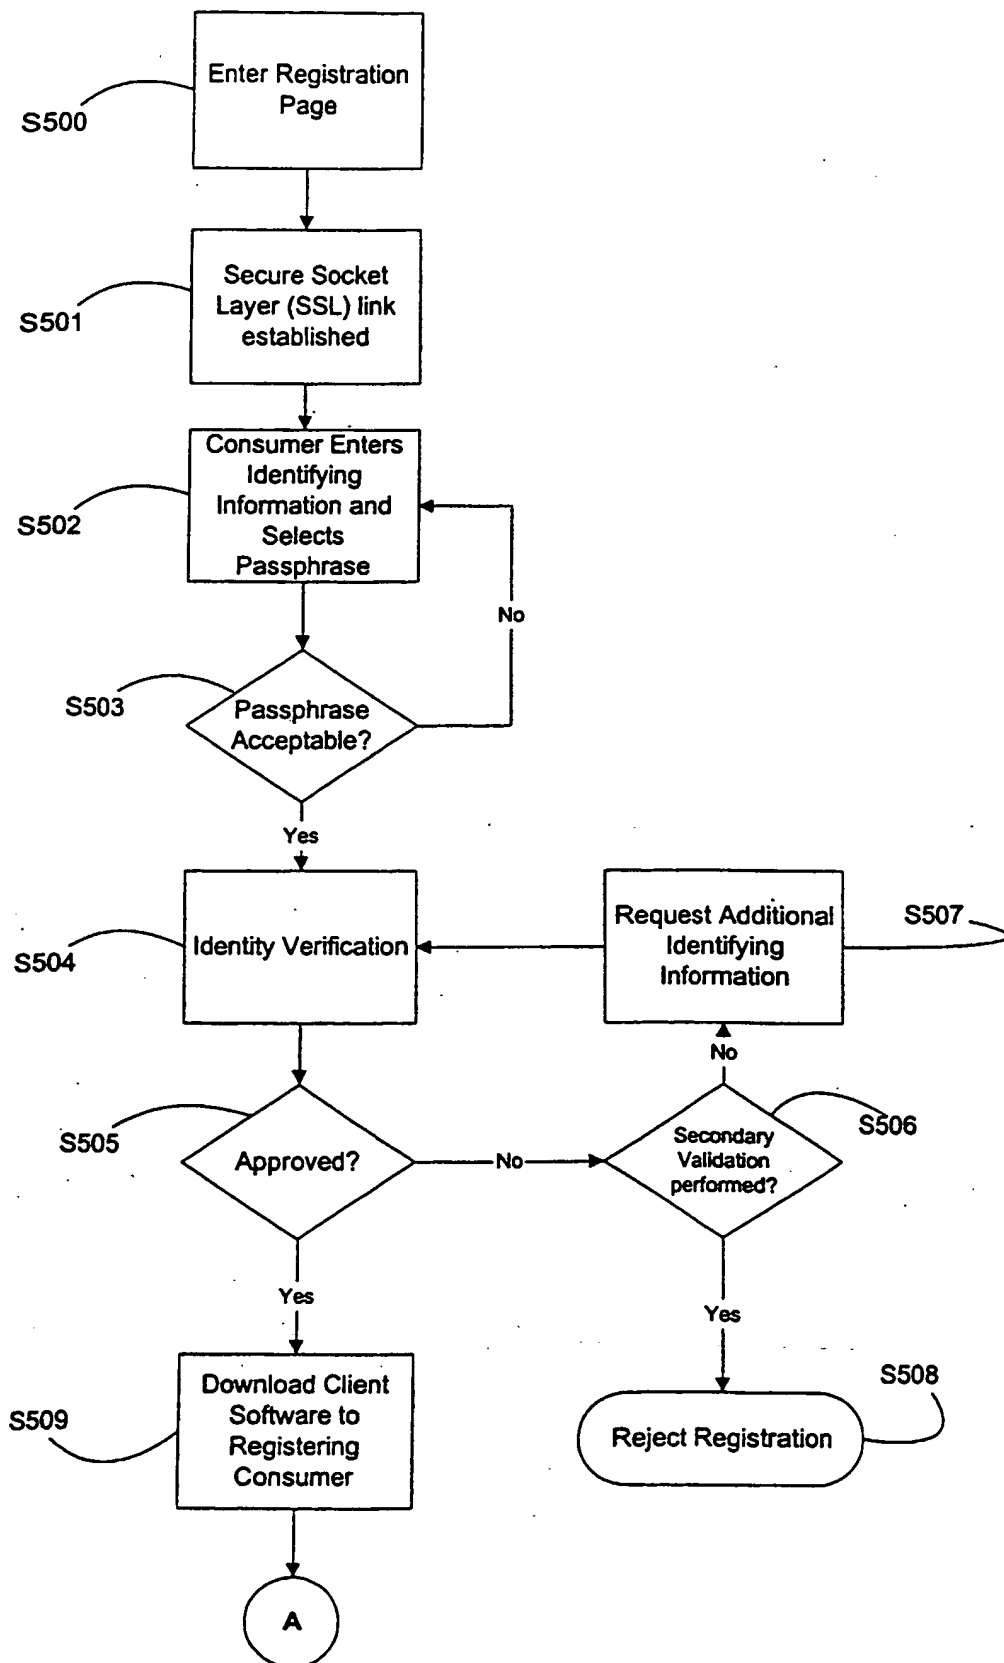 Enter Registration
Page
S500
Secure Socket
Layer (SSL) link
established
S501
Consumer Enters
Identifying
Information and
Selects
Passphrase
S502
No
S503
Passphrase
Acceptable?
Yes
Identity Verification
S504
Request Additional
Identifying
Information
S507
No
S505
Approved?
No
Secondary
Validation
performed?
S506
Yes
Yes
Download Client
Software to
Registering
Consumer
S509
Reject Registration
S508
A